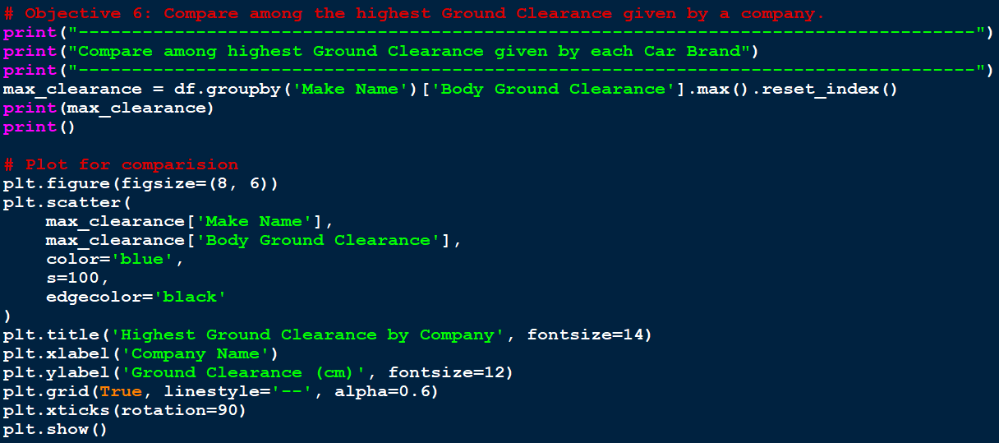 # Objective 6: Compare among the highest Ground Clearance given by a company.
print("------------------------------------------------------------------------------------")
print("Compare among highest Ground Clearance given by each Car Brand")
print("------------------------------------------------------------------------------------")
max_clearance = df.groupby('Make Name')['Body Ground Clearance'].max().reset_index()
print(max_clearance)
print()

# Plot for comparision
plt.figure(figsize=(8, 6))
plt.scatter(
    max_clearance['Make Name'],
    max_clearance['Body Ground Clearance'],
    color='blue',
    s=100,
    edgecolor='black'
)
plt.title('Highest Ground Clearance by Company', fontsize=14)
plt.xlabel('Company Name')
plt.ylabel('Ground Clearance (cm)', fontsize=12)
plt.grid(True, linestyle='--', alpha=0.6)
plt.xticks(rotation=90)
plt.show()